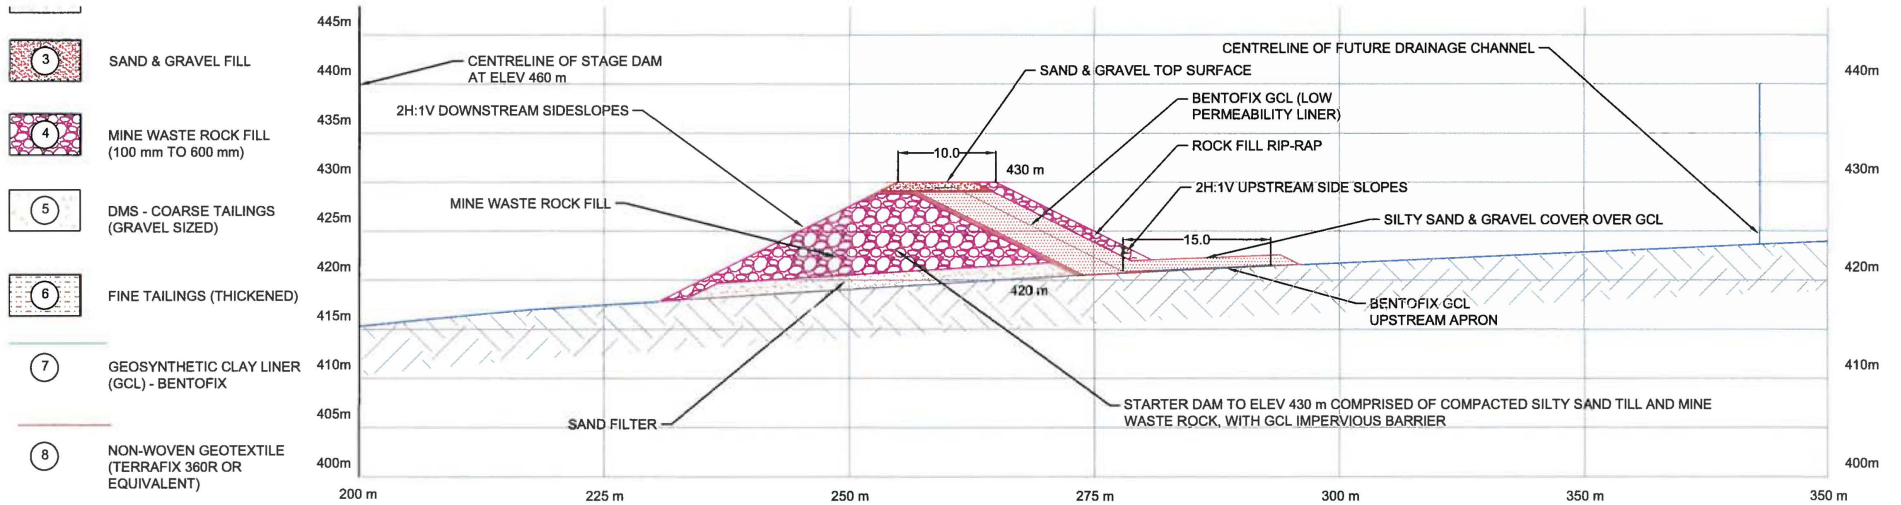 3
SAND & GRAVEL FILL
4
MINE WASTE ROCK FILL
(100 mm TO 600 mm)
5
DMS - COARSE TAILINGS
(GRAVEL SIZED)
6
FINE TAILINGS (THICKENED)
7
GEOSYNTHETIC CLAY LINER
(GCL) - BENTOFIX
8
NON-WOVEN GEOTEXTILE
(TERRAFIX 360R OR
EQUIVALENT)
445m
440m
435m
430m
425m
420m
415m
410m
405m
400m
CENTRELINE OF STAGE DAM
AT ELEV 460 m
2H:1V DOWNSTREAM SIDESLOPES
MINE WASTE ROCK FILL
SAND FILTER
10.0
430 m
SAND & GRAVEL TOP SURFACE
BENTOFIX GCL (LOW
PERMEABILITY LINER)
ROCK FILL RIP-RAP
2H:1V UPSTREAM SIDE SLOPES
SILTY SAND & GRAVEL COVER OVER GCL
15.0
420 m
BENTOFIX GCL
UPSTREAM APRON
STARTER DAM TO ELEV 430 m COMPRISED OF COMPACTED SILTY SAND TILL AND MINE
WASTE ROCK, WITH GCL IMPERVIOUS BARRIER
CENTRELINE OF FUTURE DRAINAGE CHANNEL
440m
430m
420m
410m
400m
200 m
225 m
250 m
275 m
300 m
350 m
350 m